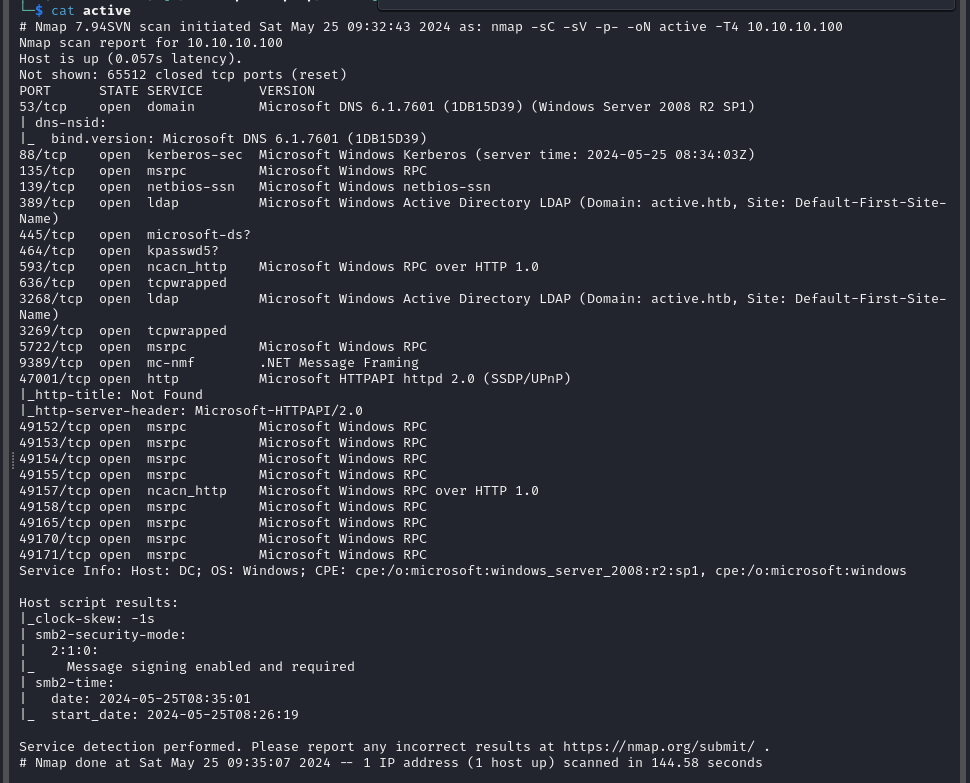 └─$ cat active
# Nmap 7.94SVN scan initiated Sat May 25 09:32:43 2024 as: nmap -sC -sV -p- -oN active -T4 10.10.10.100
Nmap scan report for 10.10.10.100
Host is up (0.057s latency).
Not shown: 65512 closed tcp ports (reset)
PORT      STATE SERVICE       VERSION
53/tcp    open  domain        Microsoft DNS 6.1.7601 (1DB15D39) (Windows Server 2008 R2 SP1)
| dns-nsid:
|_  bind.version: Microsoft DNS 6.1.7601 (1DB15D39)
88/tcp    open  kerberos-sec  Microsoft Windows Kerberos (server time: 2024-05-25 08:34:03Z)
135/tcp   open  msrpc         Microsoft Windows RPC
139/tcp   open  netbios-ssn   Microsoft Windows netbios-ssn
389/tcp   open  ldap          Microsoft Windows Active Directory LDAP (Domain: active.htb, Site: Default-First-Site-
Name)
445/tcp   open  microsoft-ds?
464/tcp   open  kpasswd5?
593/tcp   open  ncacn_http    Microsoft Windows RPC over HTTP 1.0
636/tcp   open  tcpwrapped
3268/tcp  open  ldap          Microsoft Windows Active Directory LDAP (Domain: active.htb, Site: Default-First-Site-
Name)
3269/tcp  open  tcpwrapped
5722/tcp  open  msrpc         Microsoft Windows RPC
9389/tcp  open  mc-nmf        .NET Message Framing
47001/tcp open  http          Microsoft HTTPAPI httpd 2.0 (SSDP/UPnP)
|_http-title: Not Found
|_http-server-header: Microsoft-HTTPAPI/2.0
49152/tcp open  msrpc         Microsoft Windows RPC
49153/tcp open  msrpc         Microsoft Windows RPC
49154/tcp open  msrpc         Microsoft Windows RPC
49155/tcp open  msrpc         Microsoft Windows RPC
49157/tcp open  ncacn_http    Microsoft Windows RPC over HTTP 1.0
49158/tcp open  msrpc         Microsoft Windows RPC
49165/tcp open  msrpc         Microsoft Windows RPC
49170/tcp open  msrpc         Microsoft Windows RPC
49171/tcp open  msrpc         Microsoft Windows RPC
Service Info: Host: DC; OS: Windows; CPE: cpe:/o:microsoft:windows_server_2008:r2:sp1, cpe:/o:microsoft:windows

Host script results:
|_clock-skew: -1s
| smb2-security-mode:
|   2:1:0:
|_    Message signing enabled and required
| smb2-time:
|   date: 2024-05-25T08:35:01
|_  start_date: 2024-05-25T08:26:19

Service detection performed. Please report any incorrect results at https://nmap.org/submit/ .
# Nmap done at Sat May 25 09:35:07 2024 -- 1 IP address (1 host up) scanned in 144.58 seconds